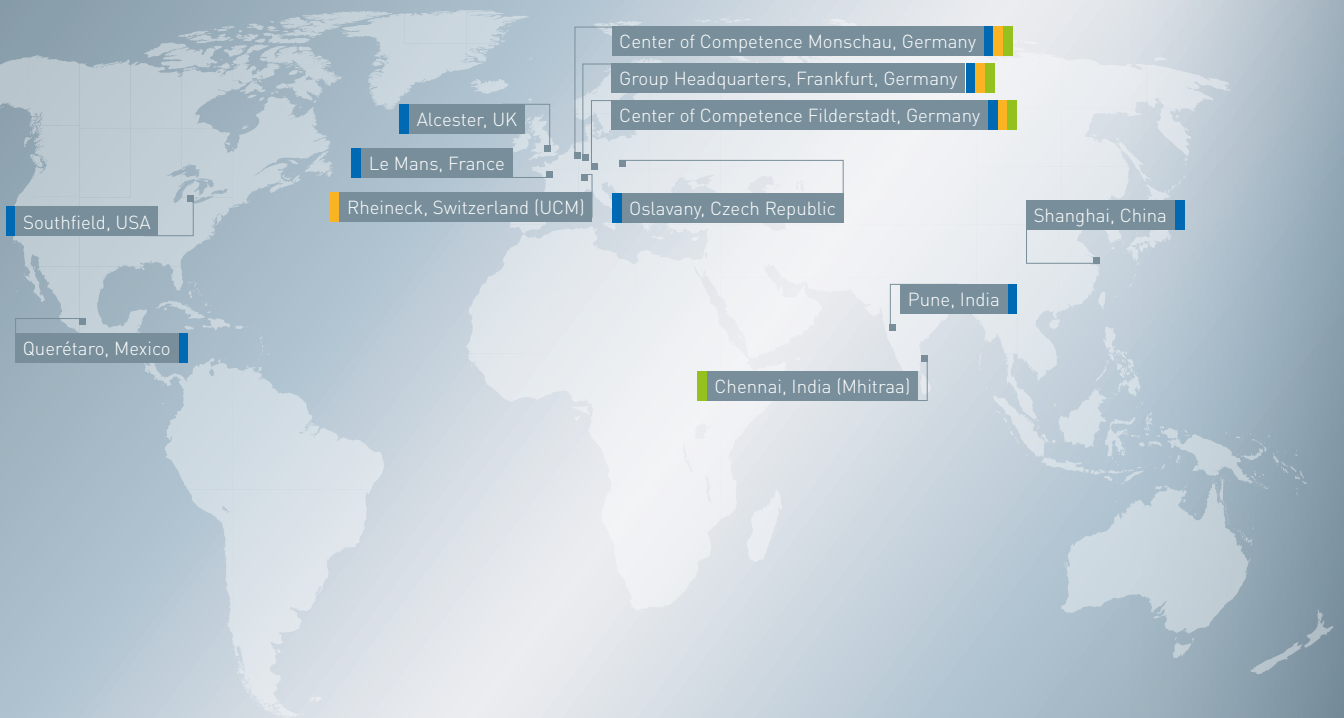 Center of Competence Monschau, Germany
Group Headquarters, Frankfurt, Germany
Center of Competence Filderstadt, Germany
Alcester, UK
Le Mans, France
Rheineck, Switzerland (UCM)
Oslavany, Czech Republic
Southfield, USA
Shanghai, China
Pune, India
Querétaro, Mexico
Chennai, India (Mhitraa)